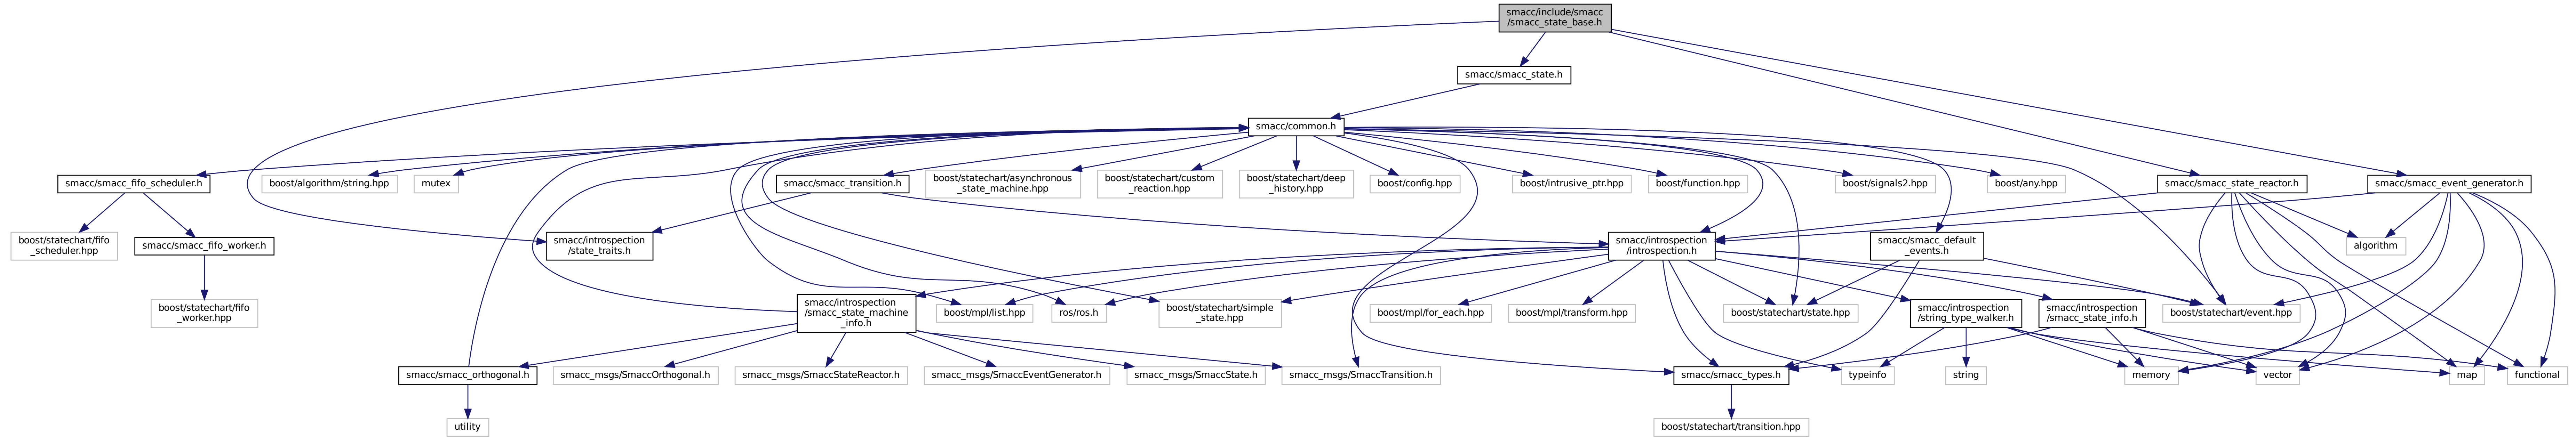 smacc/include/smacc
/smacc_state_base.h
smacc/smacc_state.h
smacc/common.h
smacc/smacc_fifo_scheduler.h
boost/algorithm/string.hpp
mutex
smacc/smacc_transition.h
boost/statechart/asynchronous
_state_machine.hpp
boost/statechart/custom
_reaction.hpp
boost/statechart/deep
_history.hpp
boost/config.hpp
boost/intrusive_ptr.hpp
boost/function.hpp
boost/signals2.hpp
boost/any.hpp
smacc/smacc_state_reactor.h
smacc/smacc_event_generator.h
boost/statechart/fifo
_scheduler.hpp
smacc/smacc_fifo_worker.h
smacc/introspection
/state_traits.h
smacc/introspection
/introspection.h
smacc/smacc_default
_events.h
algorithm
boost/statechart/fifo
_worker.hpp
smacc/introspection
/smacc_state_machine
_info.h
boost/mpl/list.hpp
ros/ros.h
boost/statechart/simple
_state.hpp
boost/mpl/for_each.hpp
boost/mpl/transform.hpp
boost/statechart/state.hpp
smacc/introspection
/string_type_walker.h
smacc/introspection
/smacc_state_info.h
boost/statechart/event.hpp
smacc/smacc_orthogonal.h
smacc_msgs/SmaccOrthogonal.h
smacc_msgs/SmaccStateReactor.h
smacc_msgs/SmaccEventGenerator.h
smacc_msgs/SmaccState.h
smacc_msgs/SmaccTransition.h
smacc/smacc_types.h
typeinfo
string
memory
vector
map
functional
utility
boost/statechart/transition.hpp